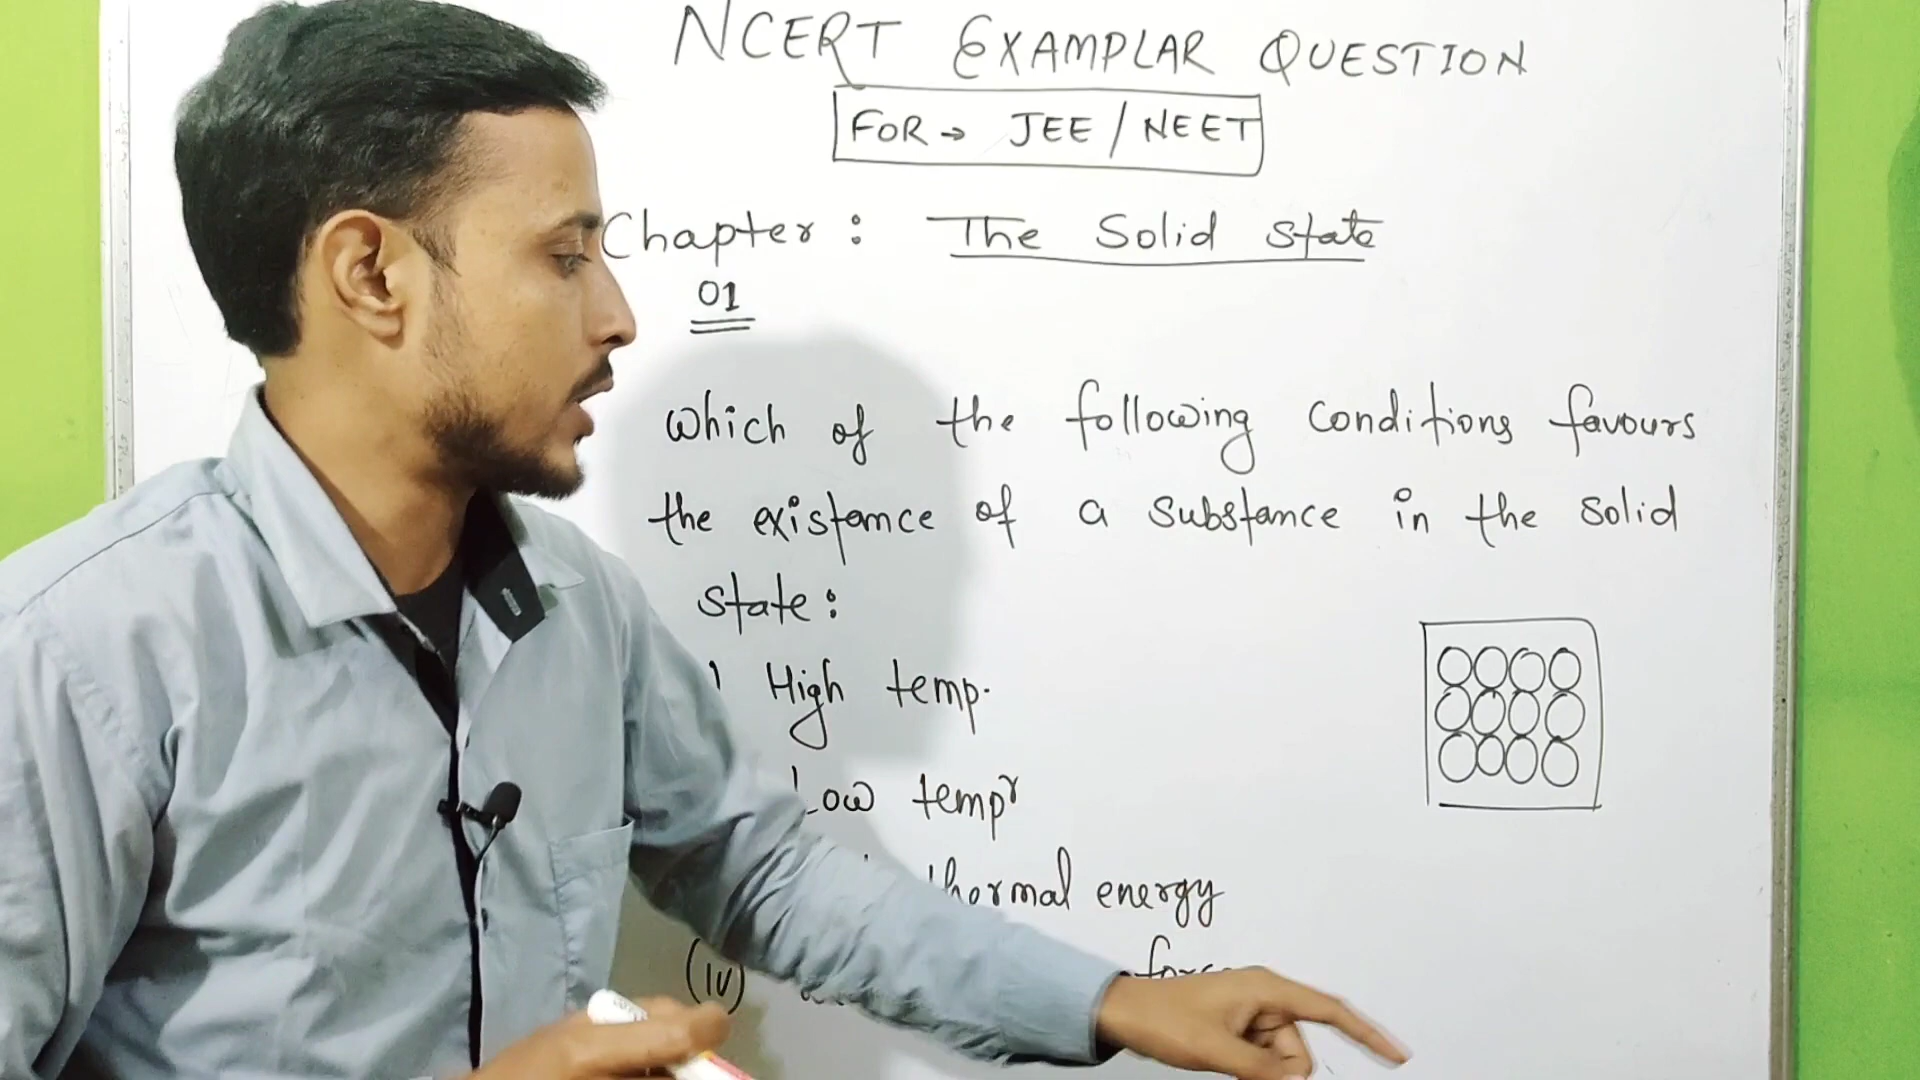 NCERT EXAMPLAR QUESTION
FOR → JEE / NEET
Chapter : The Solid State
01
Which of the following conditions favours
the existance of a substance in the solid
state :
High temp.
Low tempr
thermal energy
(iv)